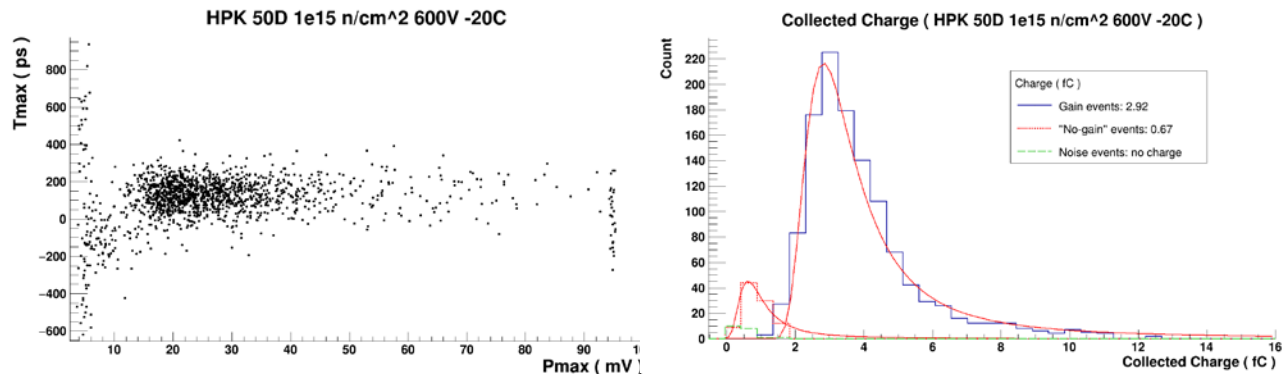 HPK 50D 1e15 n/cm^2 600V -20C
Tmax ( ps )
800
600
400
200
0
−200
−400
−600
10 20 30 40 50 60 70 80 90 10
Pmax ( mV )
Collected Charge ( HPK 50D 1e15 n/cm^2 600V -20C )
Count
220
200
180
160
140
120
100
80
60
40
20
0
Charge ( fC )
Gain events: 2.92
"No-gain" events: 0.67
Noise events: no charge
0 2 4 6 8 10 12 14 16
Collected Charge ( fC )